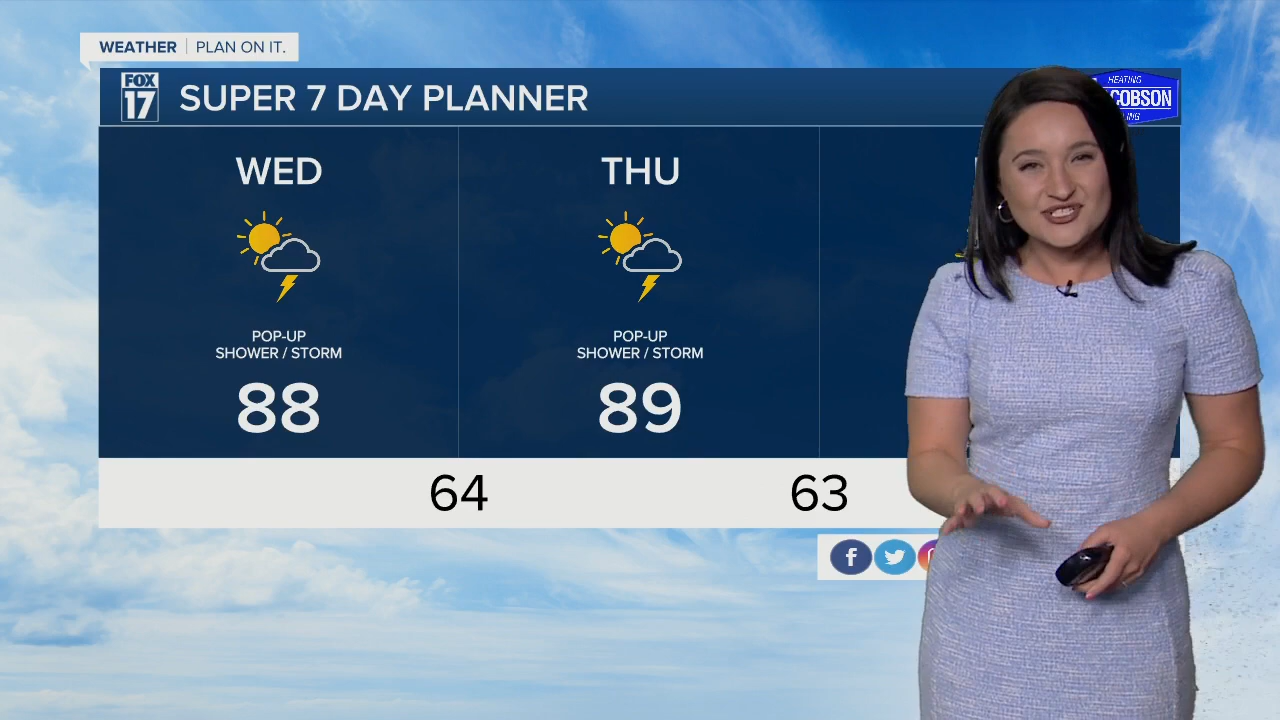 WEATHER | PLAN ON IT.
FOX
17
SUPER 7 DAY PLANNER
HEATING
WED
THU
POP-UP
SHOWER / STORM
POP-UP
SHOWER / STORM
88
89
64
63